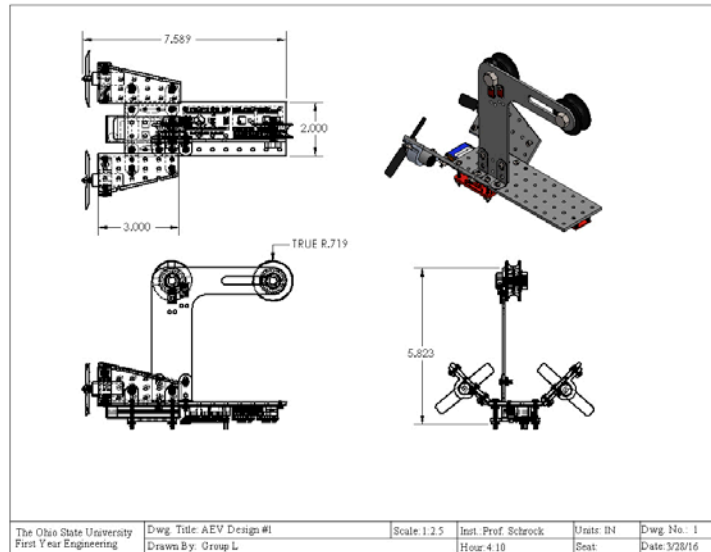 7.589
2.000
3.000
TRUE R.719
5.823
The Ohio State University
First Year Engineering
Dwg. Title: AEV Design #1
Drawn By: Group L
Scale: 1:2.5
Inst.: Prof. Schrock
Hour: 4:10
Units: IN
Seat:
Dwg. No.: 1
Date: 3/28/16